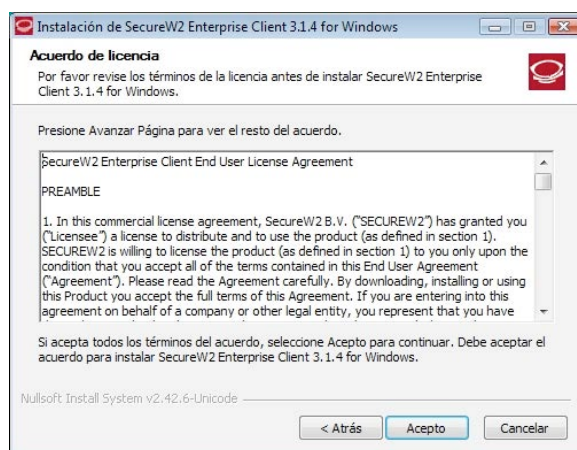 Instalación de SecureW2 Enterprise Client 3.1.4 for Windows
Acuerdo de licencia
Por favor revise los términos de la licencia antes de instalar SecureW2 Enterprise
Client 3.1.4 for Windows.
Presione Avanzar Página para ver el resto del acuerdo.
SecureW2 Enterprise Client End User License Agreement
PREAMBLE
1. In this commercial license agreement, SecureW2 B.V. ("SECUREW2") has granted you
("Licensee") a license to distribute and to use the product (as defined in section 1).
SECUREW2 is willing to license the product (as defined in section 1) to you only upon the
condition that you accept all of the terms contained in this End User Agreement
("Agreement"). Please read the Agreement carefully. By downloading, installing or using
this Product you accept the full terms of this Agreement. If you are entering into this
agreement on behalf of a company or other legal entity, you represent that you have
Si acepta todos los términos del acuerdo, seleccione Acepto para continuar. Debe aceptar el
acuerdo para instalar SecureW2 Enterprise Client 3.1.4 for Windows.
Nullsoft Install System v2.42.6-Unicode
< Atrás
Acepto
Cancelar